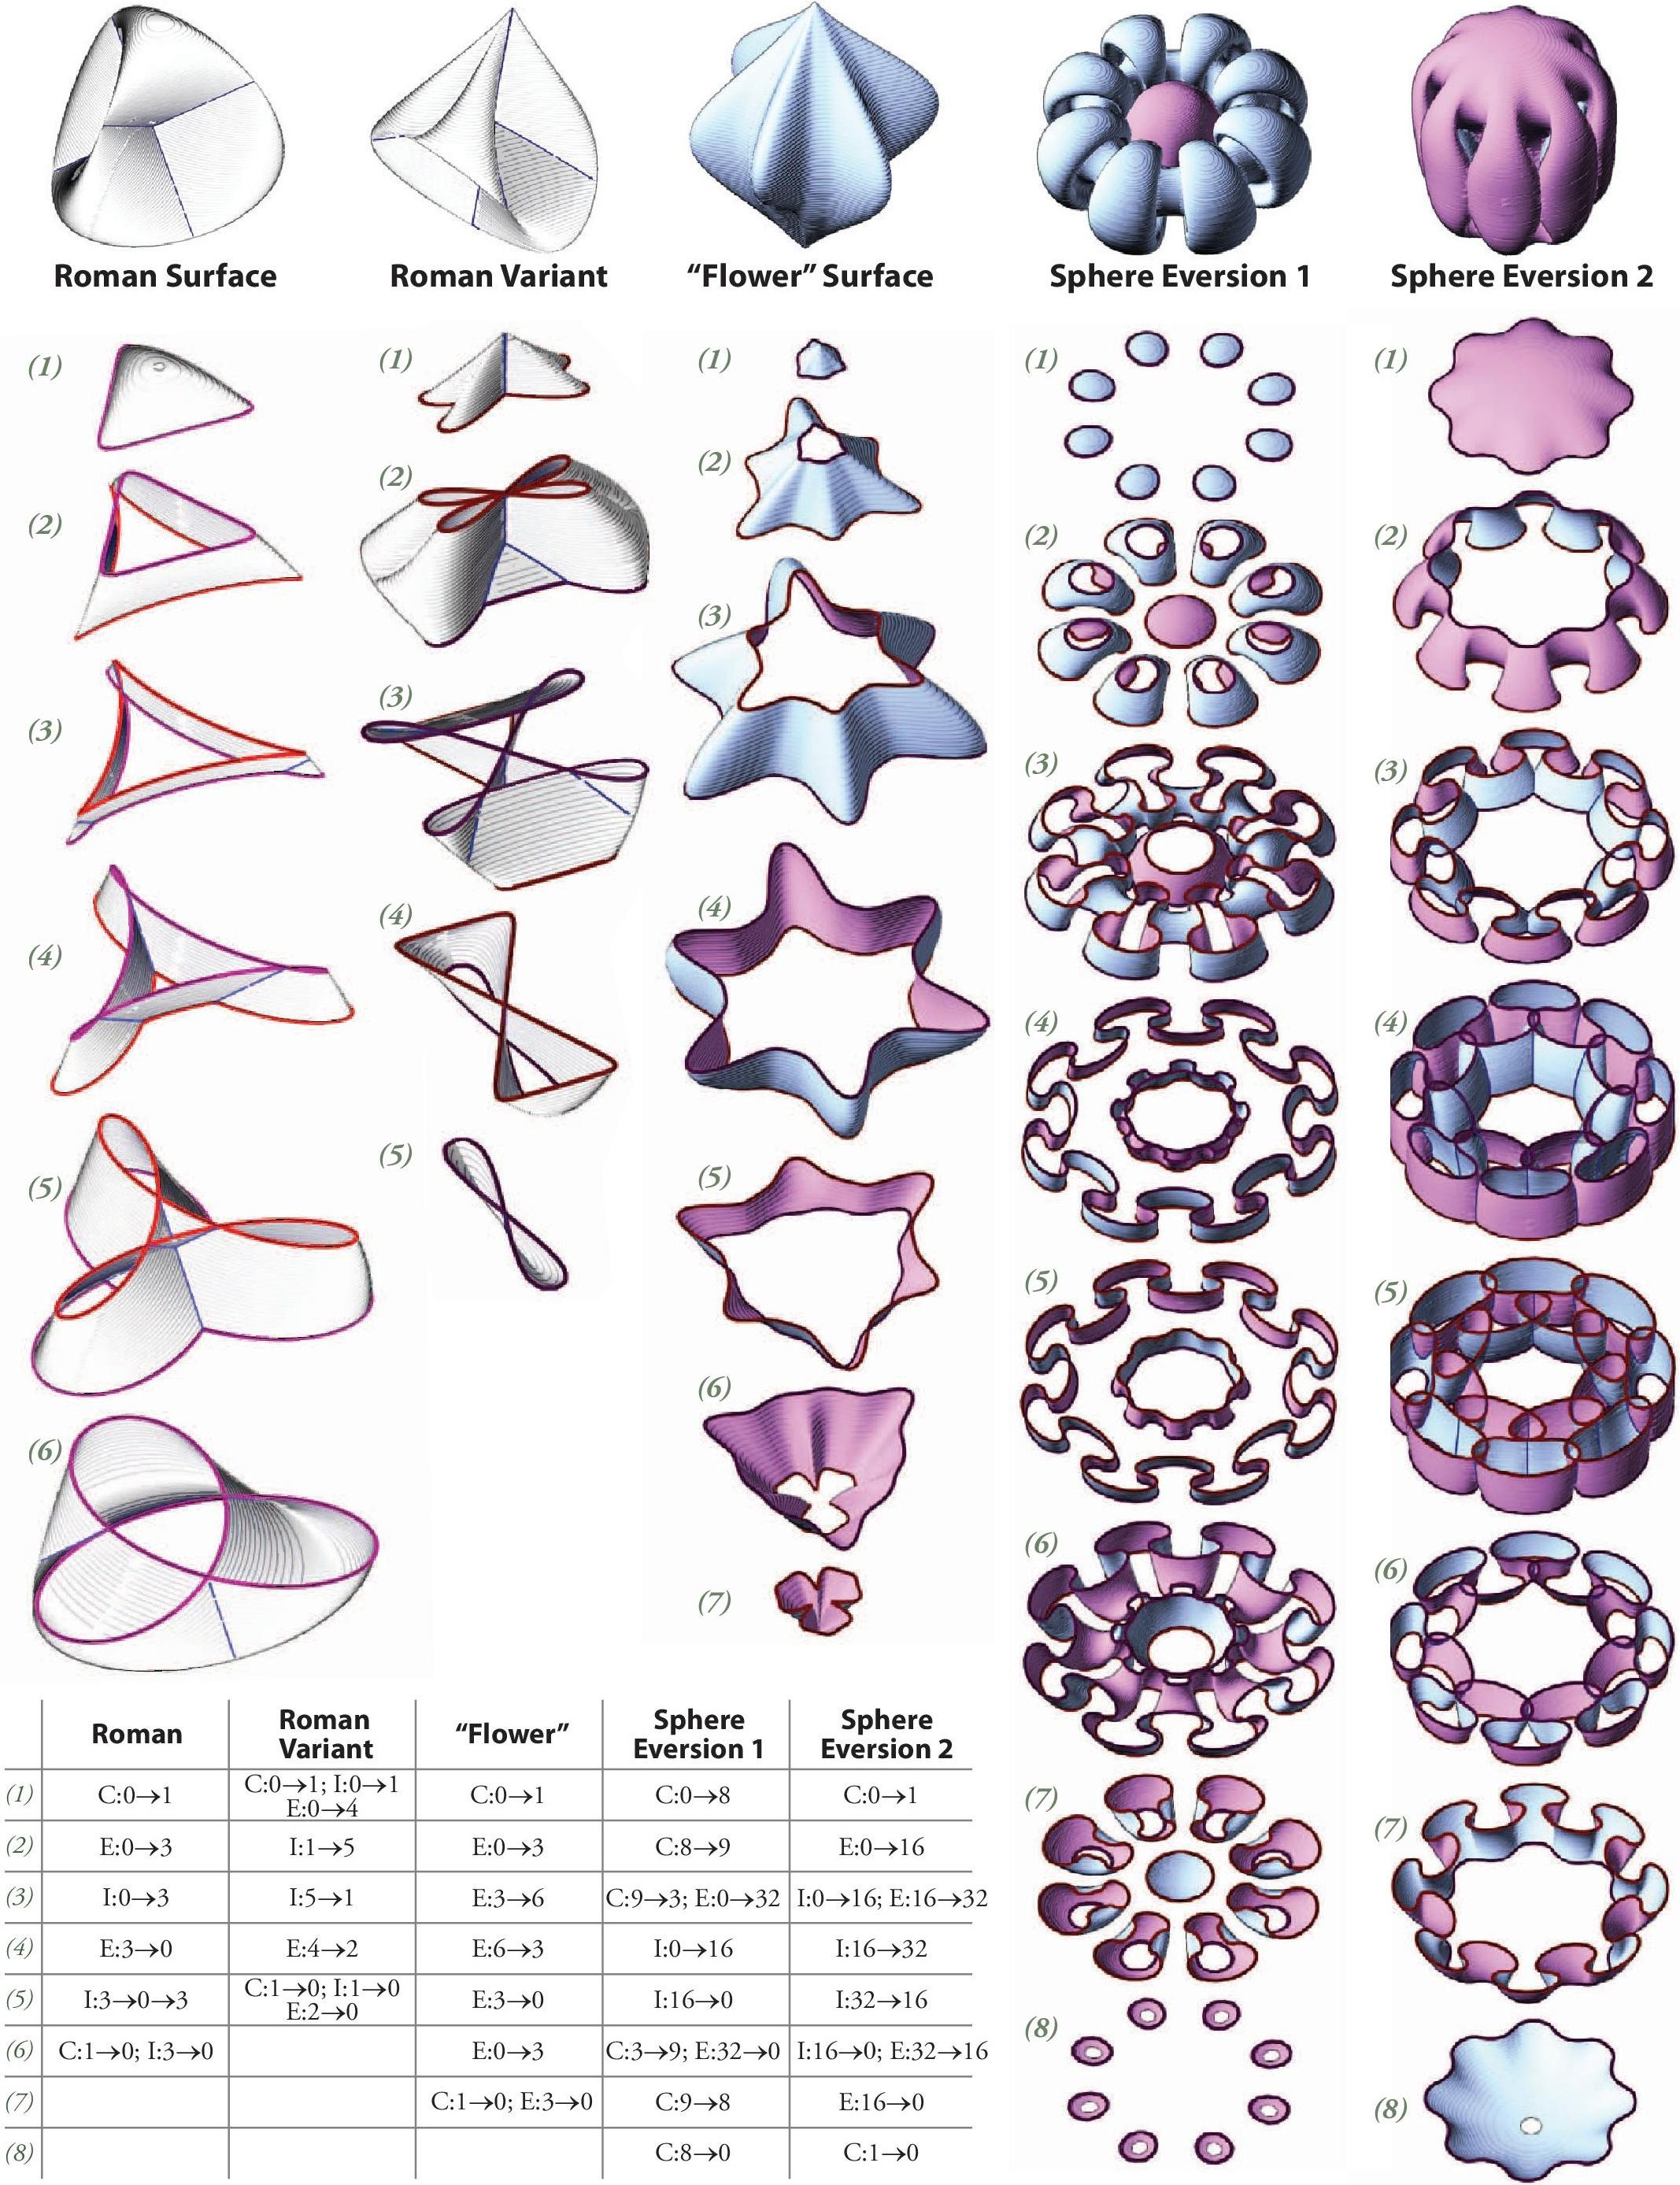 Roman Surface
Roman Variant
“Flower” Surface
Sphere Eversion 1
Sphere Eversion 2
(1)
(2)
(3)
(4)
(5)
(6)
(1)
(2)
(3)
(4)
(5)
(1)
(2)
(3)
(4)
(5)
(6)
(7)
(1)
(2)
(3)
(4)
(5)
(6)
(7)
(8)
(1)
(2)
(3)
(4)
(5)
(6)
(7)
(8)
Roman
Roman
Variant
“Flower”
Sphere
Eversion 1
Sphere
Eversion 2
(1)
C:0→1
C:0→1; I:0→1
E:0→4
C:0→1
C:0→8
C:0→1
(2)
E:0→3
I:1→5
E:0→3
C:8→9
E:0→16
(3)
I:0→3
I:5→1
E:3→6
C:9→3; E:0→32
I:0→16; E:16→32
(4)
E:3→0
E:4→2
E:6→3
I:0→16
I:16→32
(5)
I:3→0→3
C:1→0; I:1→0
E:2→0
E:3→0
I:16→0
I:32→16
(6)
C:1→0; I:3→0
E:0→3
C:3→9; E:32→0
I:16→0; E:32→16
(7)
C:1→0; E:3→0
C:9→8
E:16→0
(8)
C:8→0
C:1→0